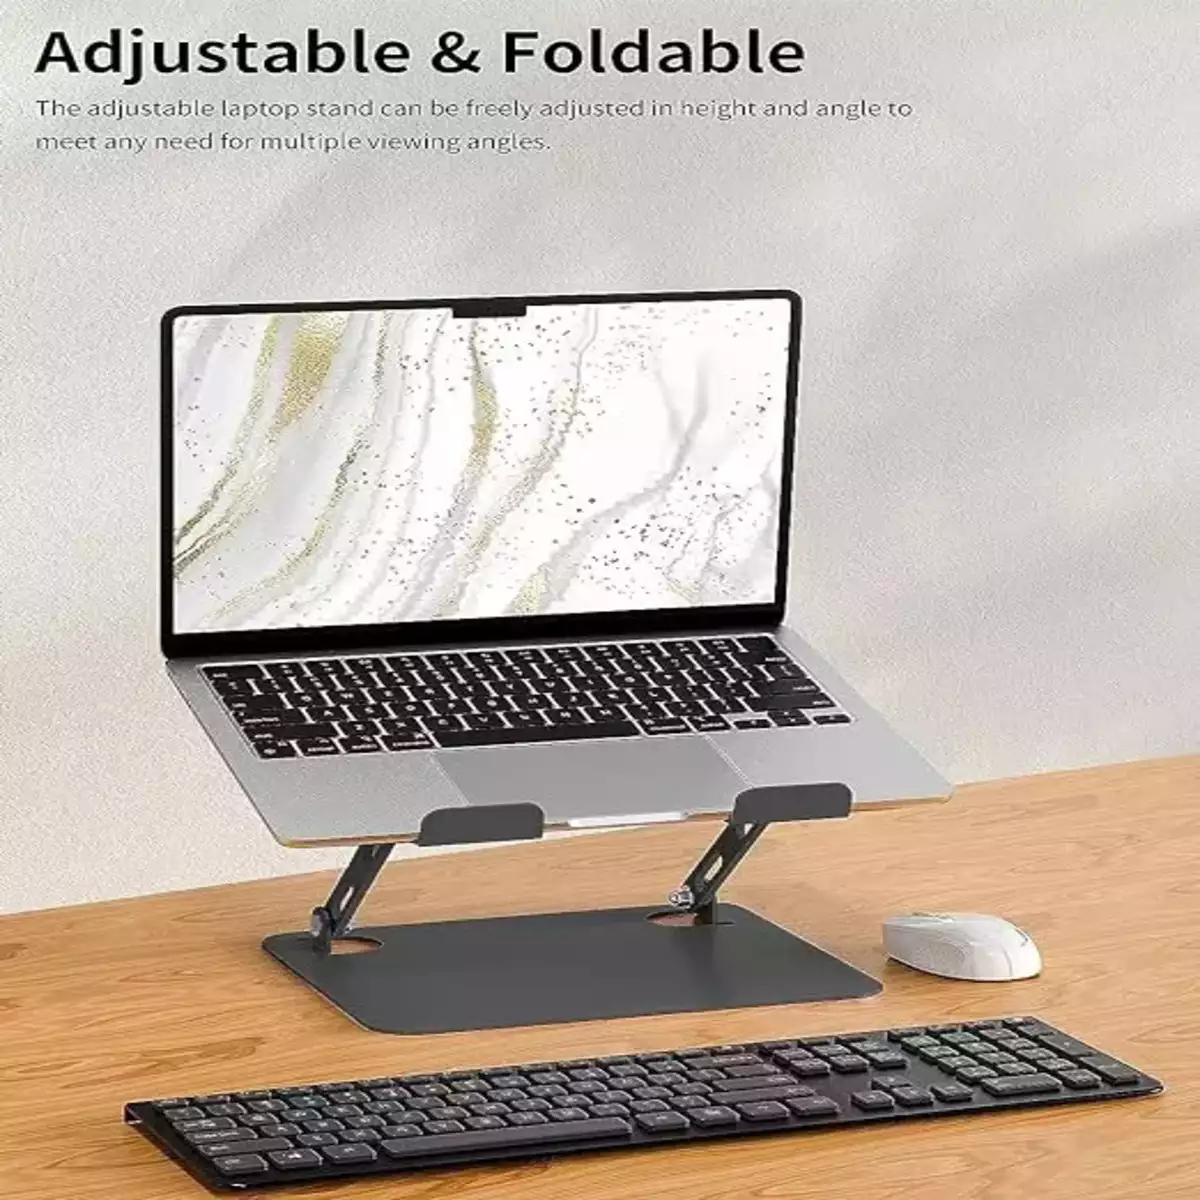 Adjustable & Foldable
The adjustable laptop stand can be freely adjusted in height and angle to
meet any need for multiple viewing angles.